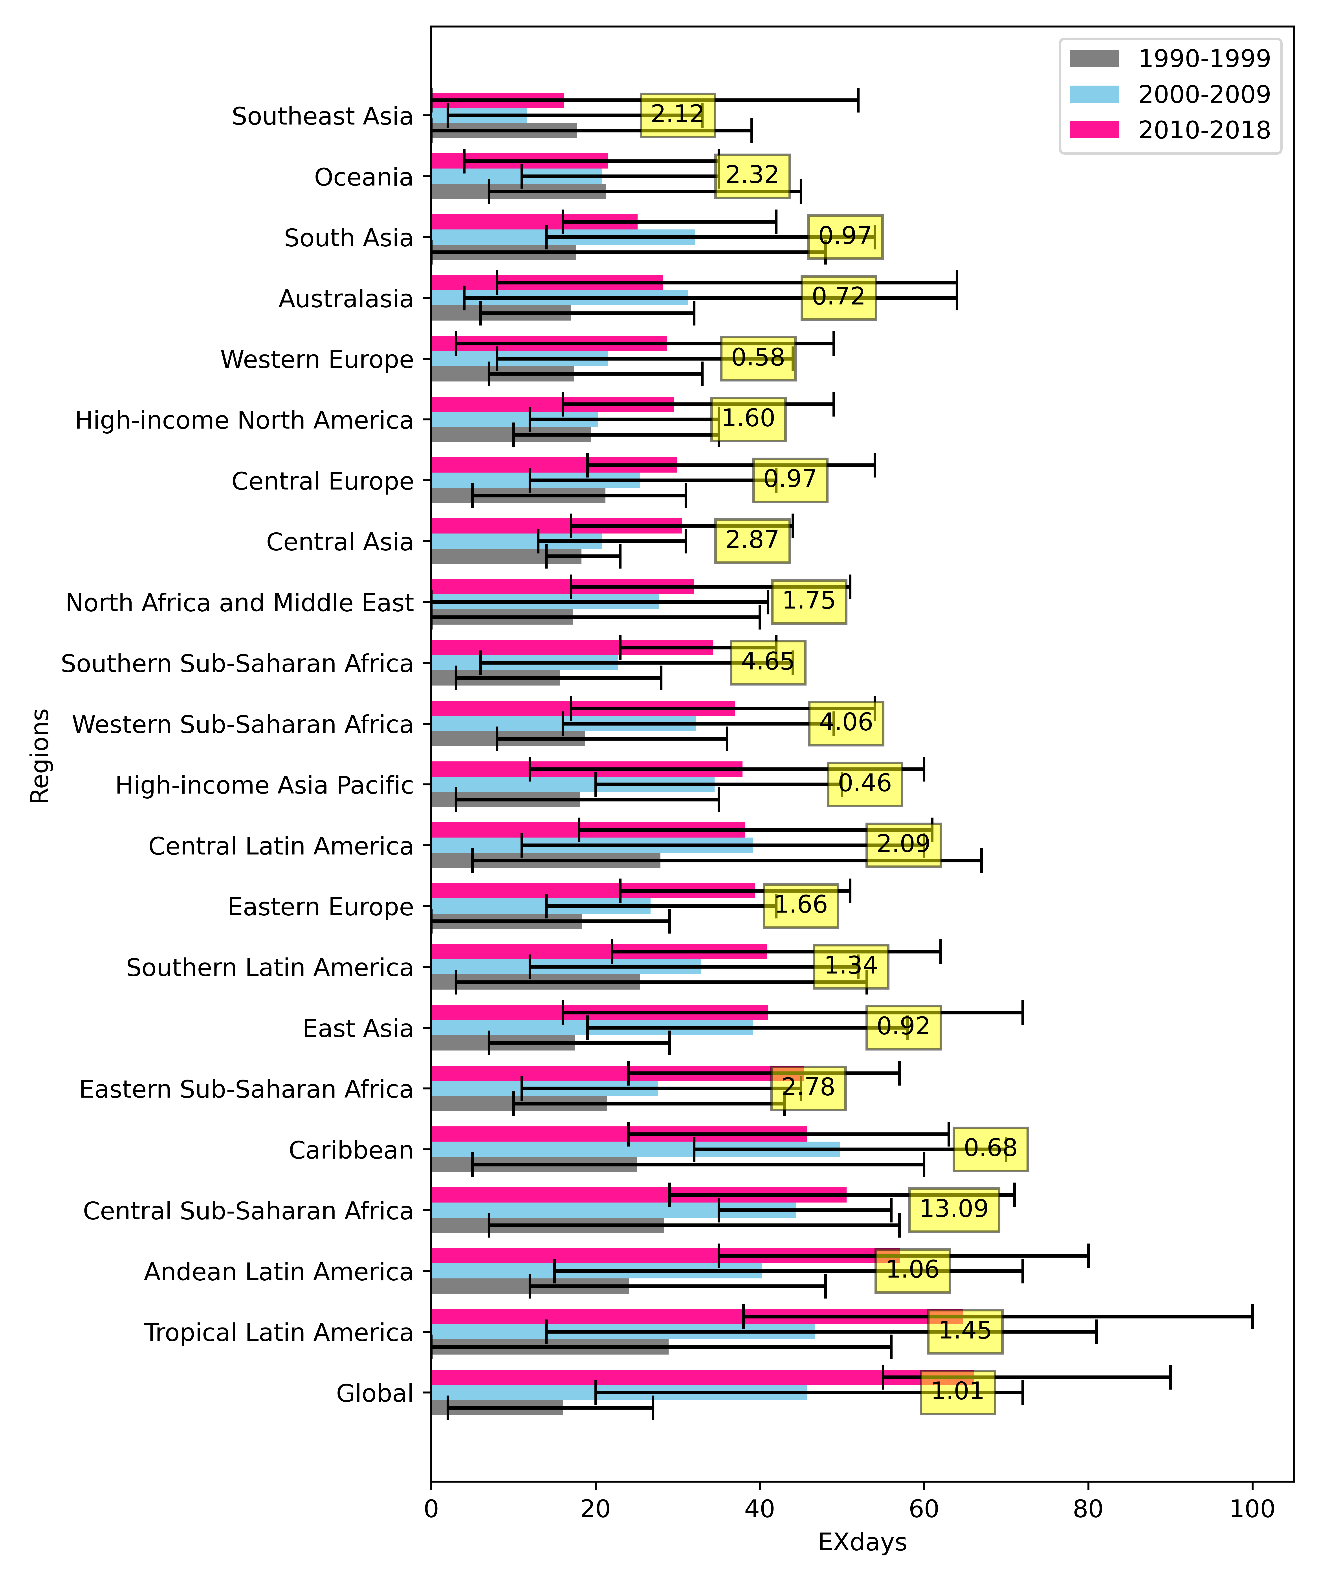 1990-1999
2000-2009
2010-2018
Southeast Asia 2.12
Oceania 2.32
South Asia 0.97
Australasia 0.72
Western Europe 0.58
High-income North America 1.60
Central Europe 0.97
Central Asia 2.87
North Africa and Middle East 1.75
Southern Sub-Saharan Africa 4.65
Western Sub-Saharan Africa 4.06
High-income Asia Pacific 0.46
Central Latin America 2.09
Eastern Europe 1.66
Southern Latin America 1.34
East Asia 0.92
Eastern Sub-Saharan Africa 2.78
Caribbean 0.68
Central Sub-Saharan Africa 13.09
Andean Latin America 1.06
Tropical Latin America 1.45
Global 1.01
Regions
0 20 40 60 80 100
EXdays